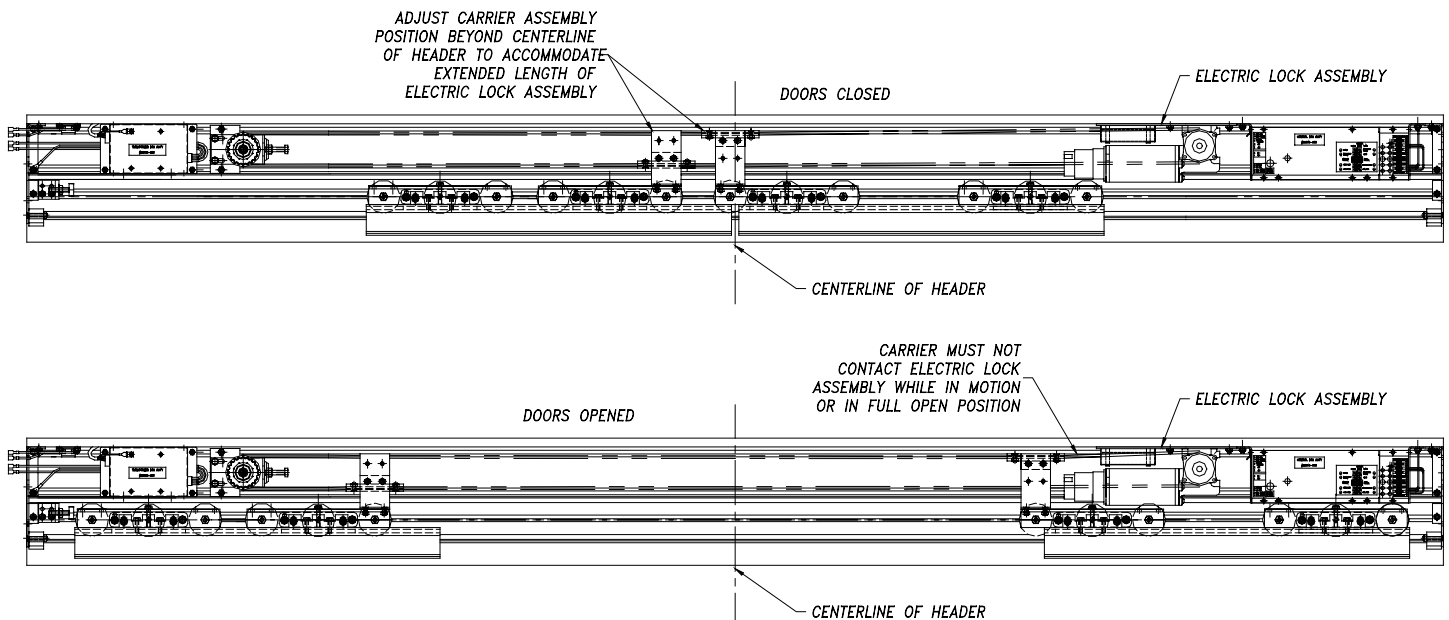 ADJUST CARRIER ASSEMBLY
POSITION BEYOND CENTERLINE
OF HEADER TO ACCOMMODATE
EXTENDED LENGTH OF
ELECTRIC LOCK ASSEMBLY
DOORS CLOSED
ELECTRIC LOCK ASSEMBLY
CENTERLINE OF HEADER
CARRIER MUST NOT
CONTACT ELECTRIC LOCK
ASSEMBLY WHILE IN MOTION
OR IN FULL OPEN POSITION
DOORS OPENED
ELECTRIC LOCK ASSEMBLY
CENTERLINE OF HEADER